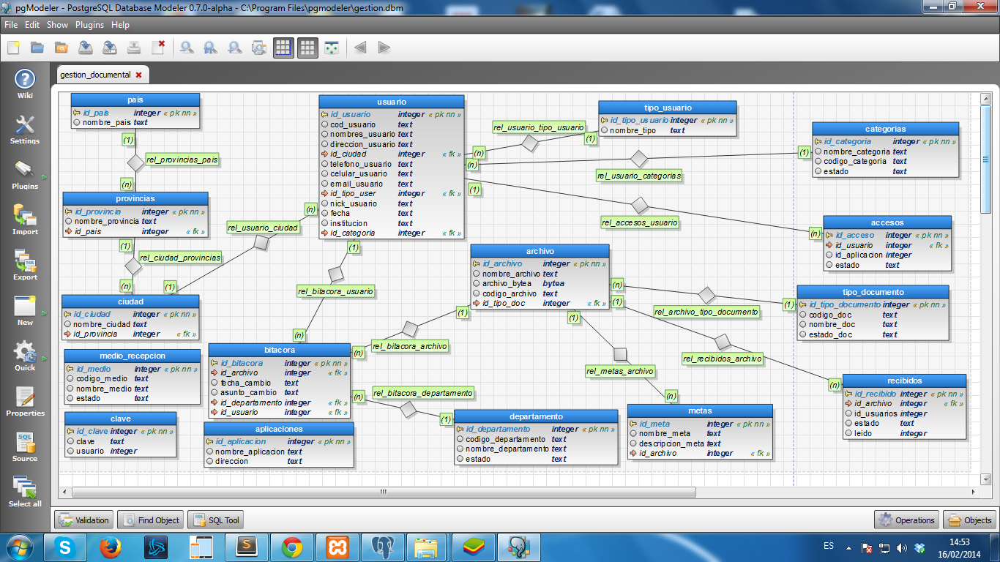 pgModeler - PostgreSQL Database Modeler 0.7.0-alpha - C:\Program Files\pgmodeler\gestion.dbm
File Edit Show Plugins Help
gestion_documental
Wiki
Settings
Plugins
Import
Export
New
Quick
Properties
Source
Select all
pais
id_pais integer « pk nn »
nombre_pais text
(1)
rel_provincias_pais
(n)
provincias
id_provincia integer « pk nn »
nombre_provincia text
id_pais integer « fk »
(1)
rel_ciudad_provincias
(n)
ciudad
id_ciudad integer « pk nn »
nombre_ciudad text
id_provincia integer « fk »
(1)
rel_usuario_ciudad
(n)
medio_recepcion
id_medio integer « pk nn »
codigo_medio text
nombre_medio text
estado text
clave
id_clave integer « pk nn »
clave text
usuario integer
usuario
id_usuario integer « pk nn »
cod_usuario text
nombres_usuario text
direccion_usuario text
id_ciudad integer « fk »
telefono_usuario text
celular_usuario text
email_usuario text
id_tipo_user integer « fk »
nick_usuario text
fecha text
institucion text
id_categoria integer « fk »
(1)
rel_bitacora_usuario
(n)
bitacora
id_bitacora integer « pk nn »
id_archivo integer « fk »
fecha_cambio text
asunto_cambio text
id_departamento integer « fk »
id_usuario integer « fk »
aplicaciones
id_aplicacion integer « pk nn »
nombre_aplicacion text
direccion text
(n)
rel_usuario_tipo_usuario
(1)
tipo_usuario
id_tipo_usuario integer « pk nn »
nombre_tipo text
(n)
rel_usuario_categorias
(1)
categorias
id_categoria integer « pk nn »
nombre_categoria text
codigo_categoria text
estado text
(1)
rel_accesos_usuario
(n)
accesos
id_acceso integer « pk nn »
id_usuario integer « fk »
id_aplicacion integer
estado text
archivo
id_archivo integer « pk nn »
nombre_archivo text
archivo_bytea bytea
codigo_archivo text
id_tipo_doc integer « fk »
(1)
rel_bitacora_archivo
(n)
(n)
rel_bitacora_departamento
(1)
departamento
id_departamento integer « pk nn »
codigo_departamento text
nombre_departamento text
estado text
(n)
rel_archivo_tipo_documento
(1)
tipo_documento
id_tipo_documento integer « pk nn »
codigo_doc text
nombre_doc text
estado_doc text
(1)
rel_recibidos_archivo
(n)
recibidos
id_recibido integer « pk nn »
id_archivo integer « fk »
id_usuarios integer
estado text
leido integer
(1)
rel_metas_archivo
(n)
metas
id_meta integer « pk nn »
nombre_meta text
descripcion_meta text
id_archivo integer « fk »
Validation
Find Object
SQL Tool
Operations
Objects
ES
14:53
16/02/2014